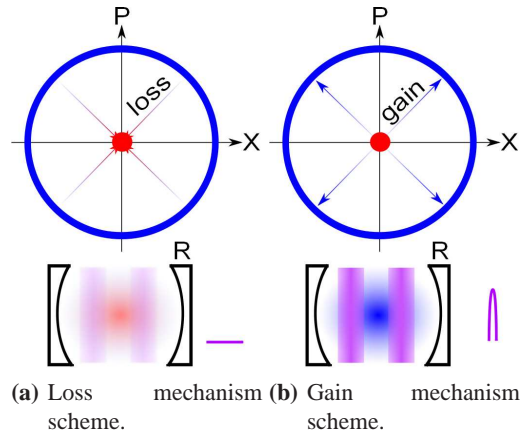 P
P
loss
gain
X
X
R
R
(a) Loss mechanism
scheme.
(b) Gain mechanism
scheme.